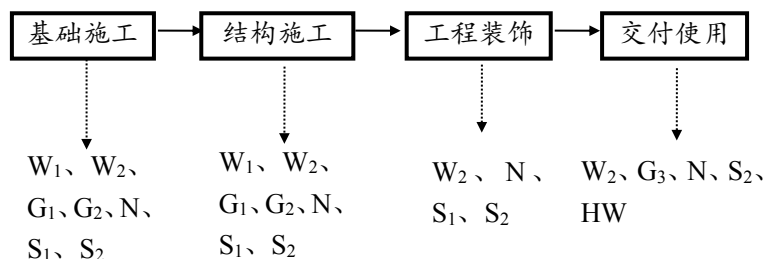 基础施工 结构施工 工程装饰 交付使用
W₁、W₂、
G₁、G₂、N、
S₁、S₂
W₁、W₂、
G₁、G₂、N、
S₁、S₂
W₂、N、
S₁、S₂
W₂、G₃、N、S₂、
HW